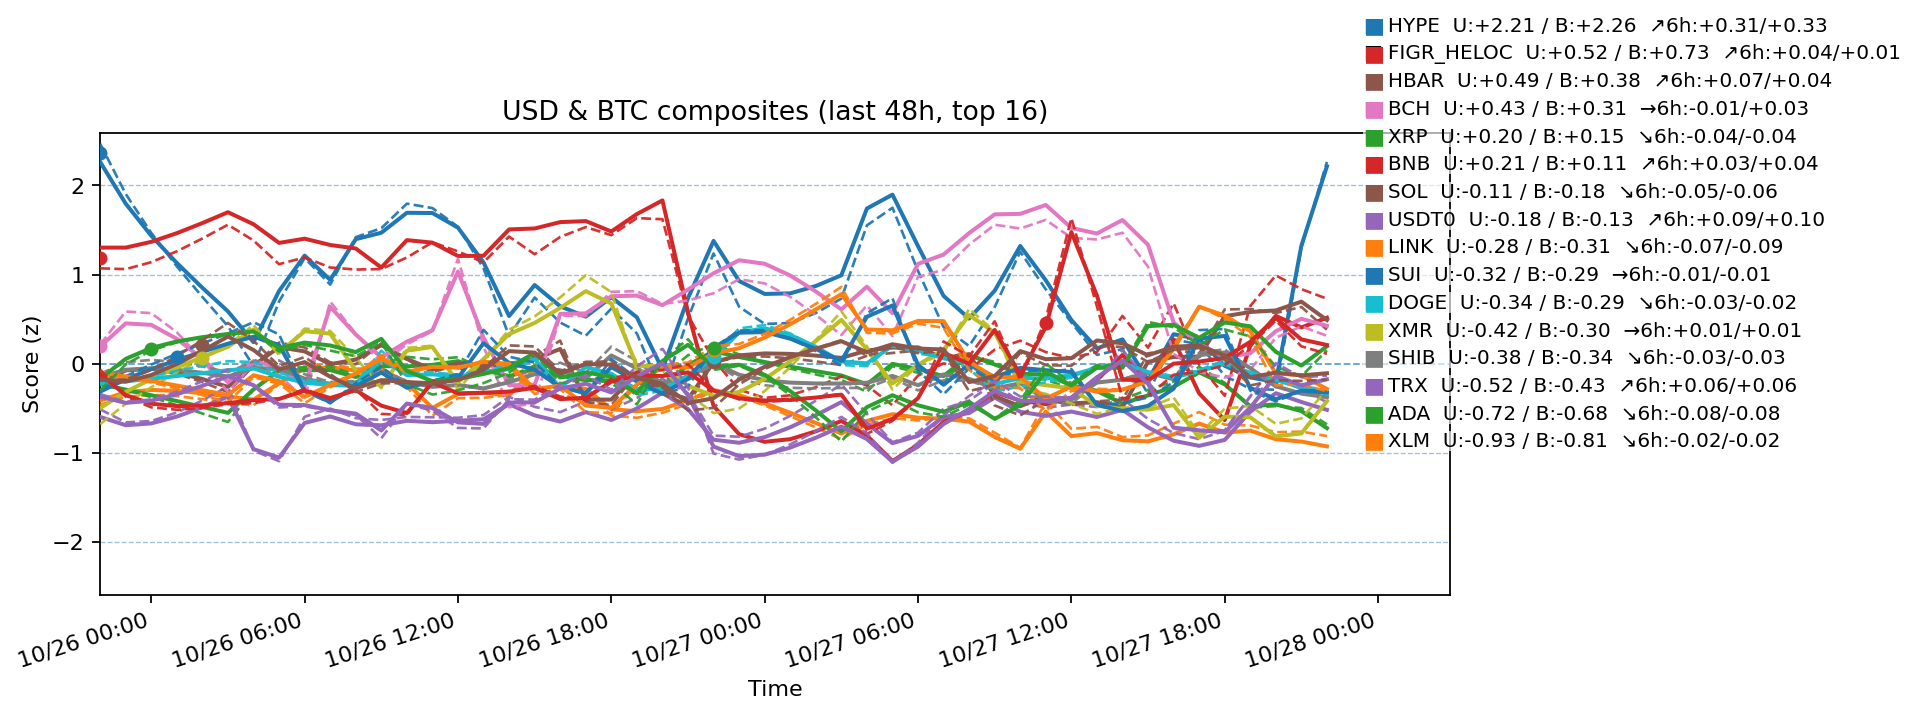 HYPE  U:+2.21 / B:+2.26  ↗6h:+0.31/+0.33
FIGR_HELOC  U:+0.52 / B:+0.73  ↗6h:+0.04/+0.01
HBAR  U:+0.49 / B:+0.38  ↗6h:+0.07/+0.04
BCH  U:+0.43 / B:+0.31  →6h:-0.01/+0.03
XRP  U:+0.20 / B:+0.15  ↘6h:-0.04/-0.04
BNB  U:+0.21 / B:+0.11  ↗6h:+0.03/+0.04
SOL  U:-0.11 / B:-0.18  ↘6h:-0.05/-0.06
USDT0  U:-0.18 / B:-0.13  ↗6h:+0.09/+0.10
LINK  U:-0.28 / B:-0.31  ↘6h:-0.07/-0.09
SUI  U:-0.32 / B:-0.29  →6h:-0.01/-0.01
DOGE  U:-0.34 / B:-0.29  ↘6h:-0.03/-0.02
XMR  U:-0.42 / B:-0.30  →6h:+0.01/+0.01
SHIB  U:-0.38 / B:-0.34  ↘6h:-0.03/-0.03
TRX  U:-0.52 / B:-0.43  ↗6h:+0.06/+0.06
ADA  U:-0.72 / B:-0.68  ↘6h:-0.08/-0.08
XLM  U:-0.93 / B:-0.81  ↘6h:-0.02/-0.02
USD & BTC composites (last 48h, top 16)
Score (z)
2
1
0
−1
−2
10/26 00:00
10/26 06:00
10/26 12:00
10/26 18:00
10/27 00:00
10/27 06:00
10/27 12:00
10/27 18:00
10/28 00:00
Time